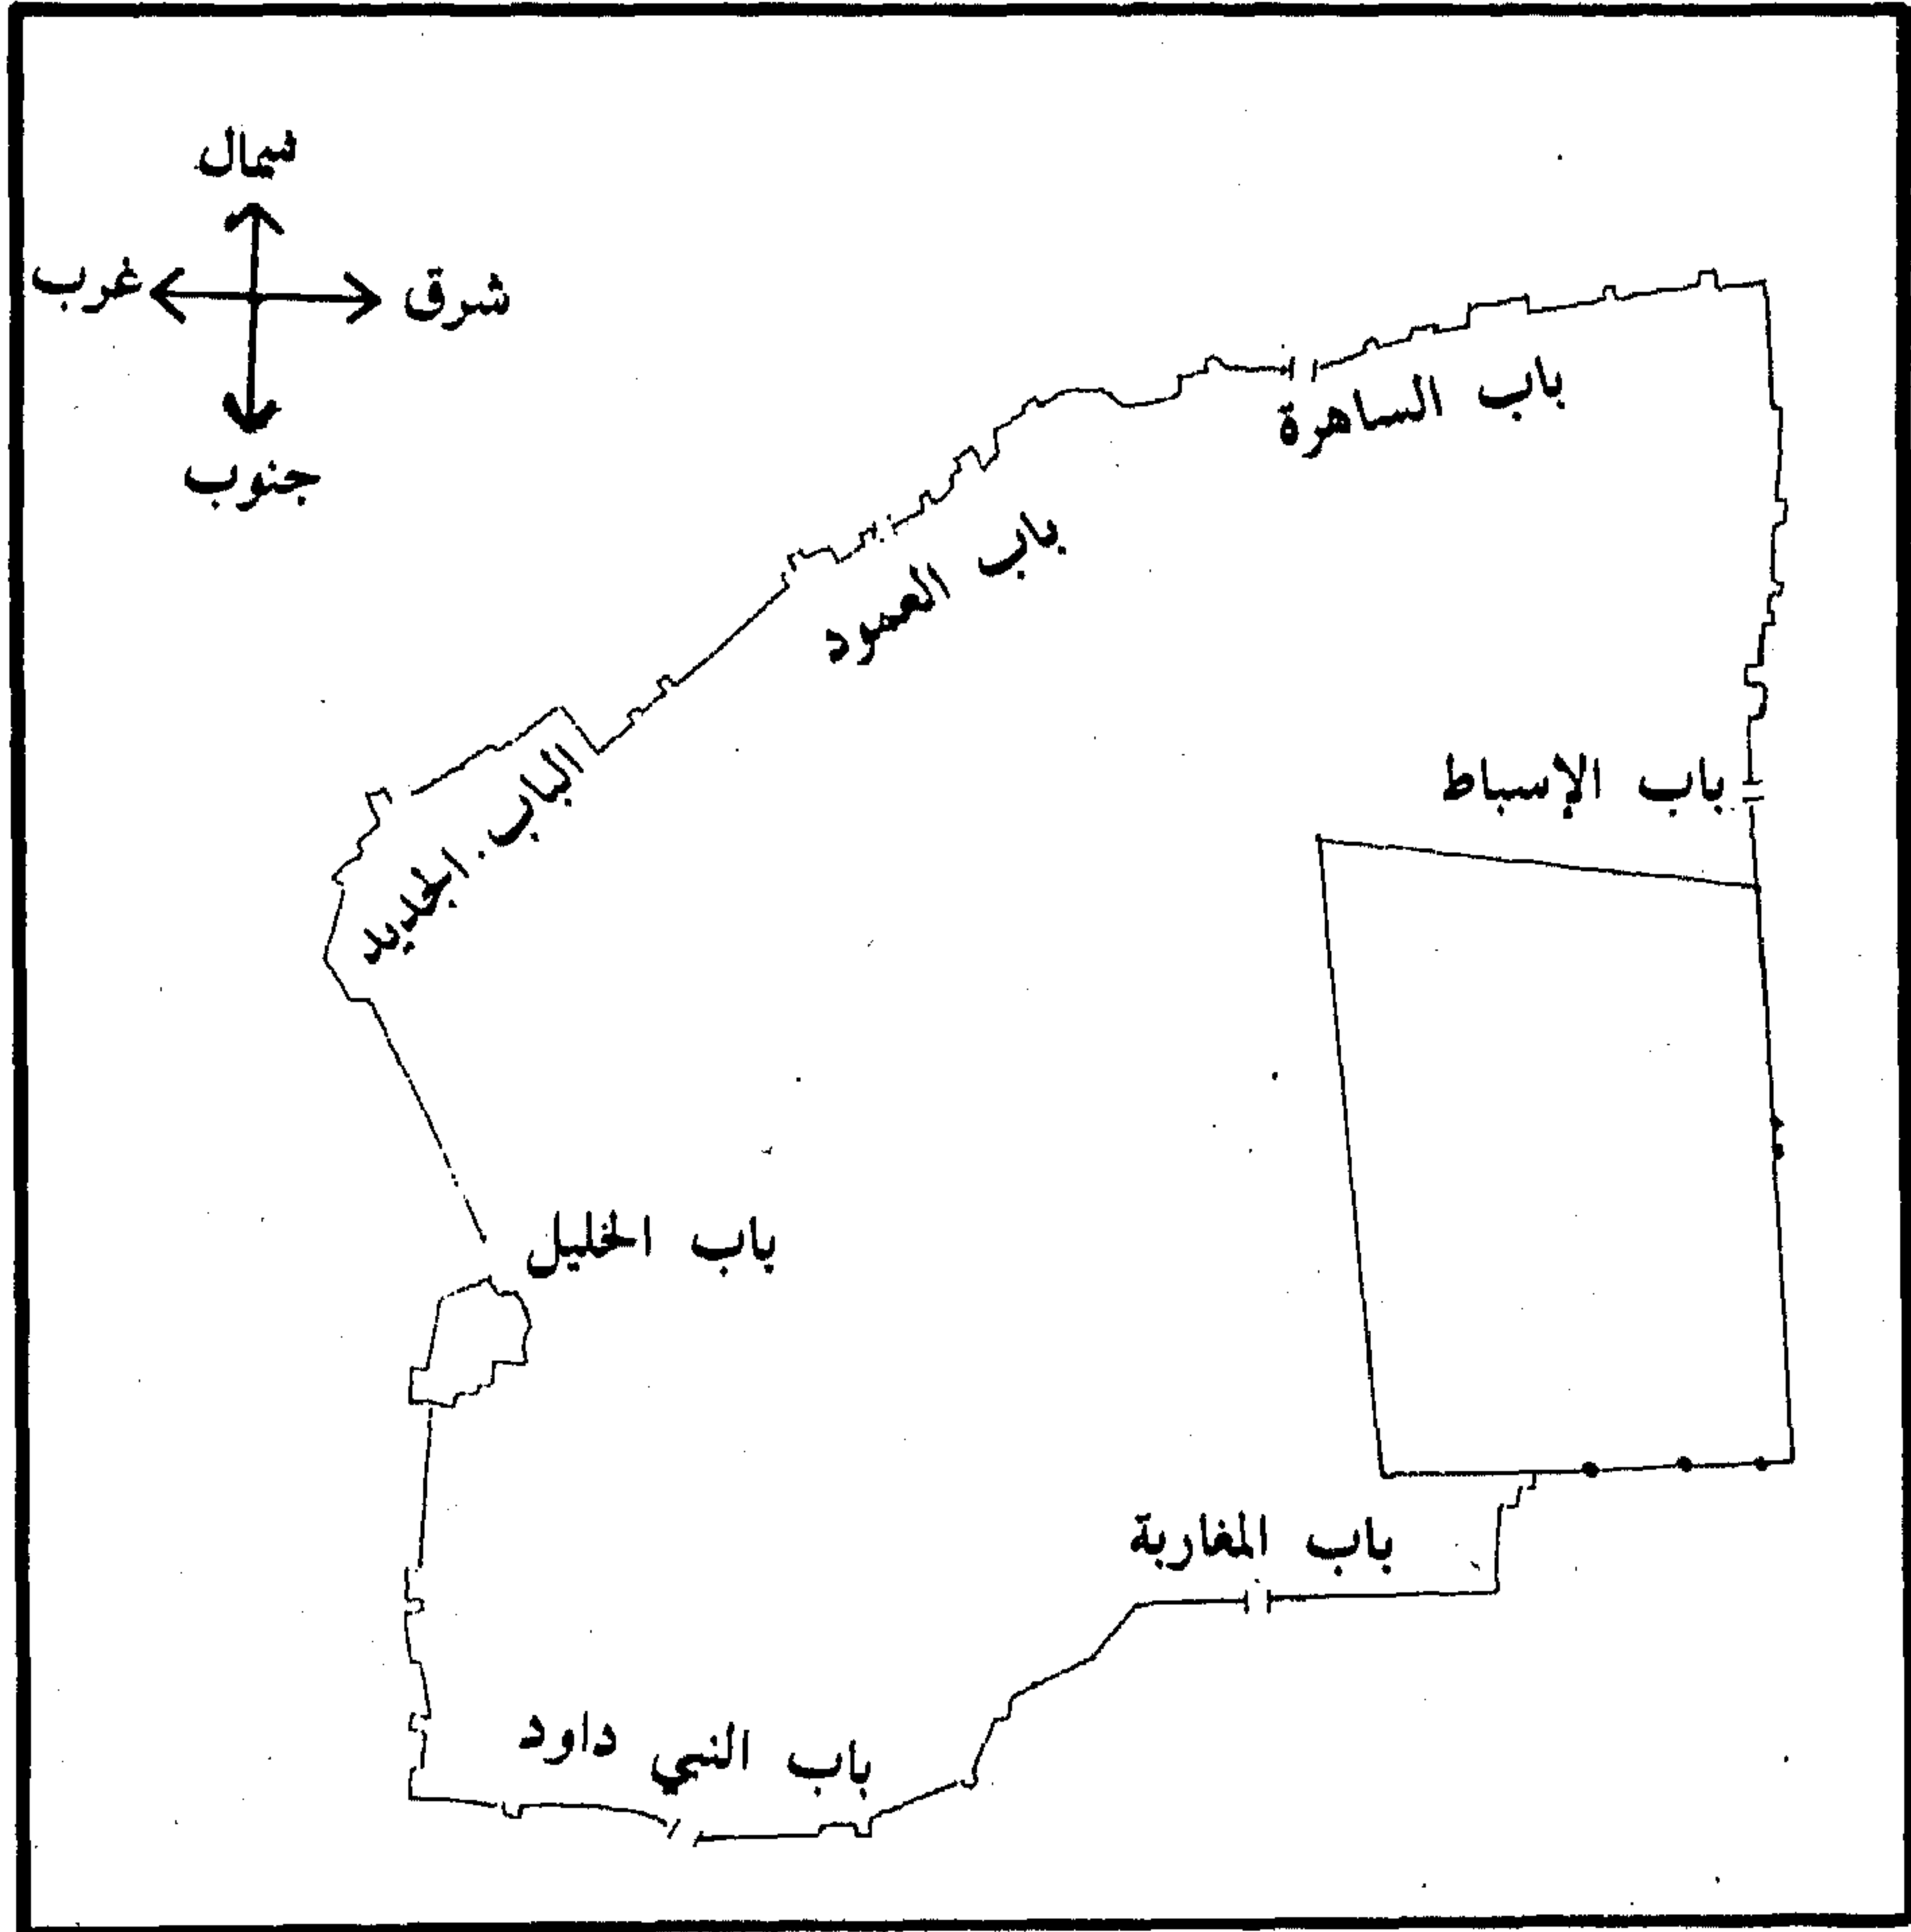 شمال
غرب
شرق
جنوب
باب الساهرة
باب العمود
الباب الجديد
باب الإسباط
باب الخليل
باب المغاربة
باب النبي داود